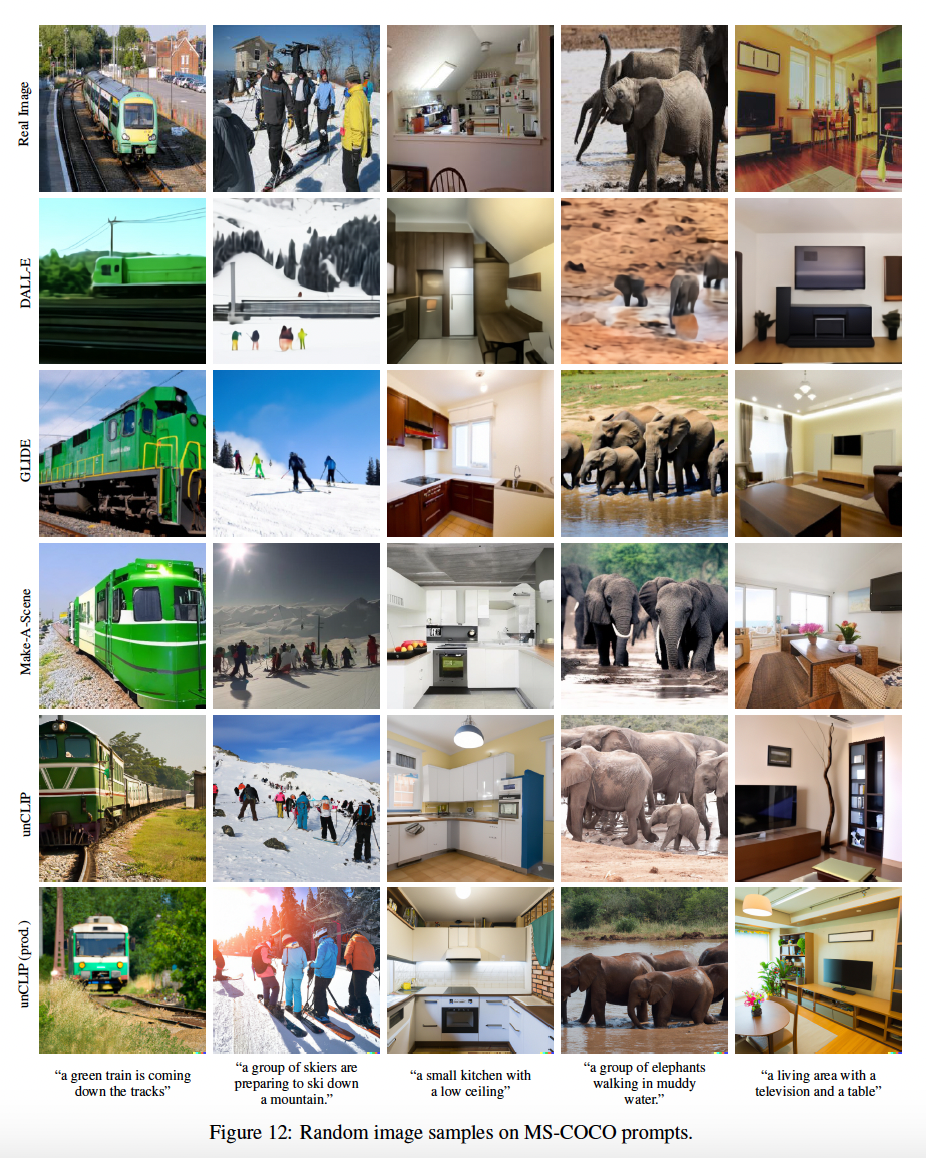 Real Image
DALL-E
GLIDE
Make-A-Scene
unCLIP
unCLIP (prod.)
“a green train is coming
down the tracks”
“a group of skiers are
preparing to ski down
a mountain.”
“a small kitchen with
a low ceiling”
“a group of elephants
walking in muddy
water.”
“a living area with a
television and a table”
Figure 12: Random image samples on MS-COCO prompts.